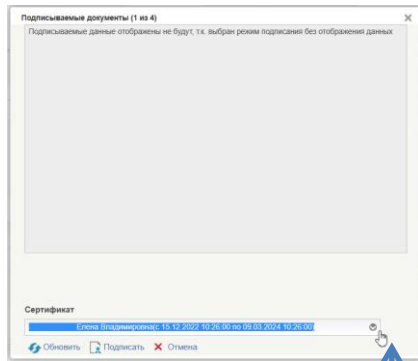 Подписываемые документы (1 из 4)
Подписываемые данные отображены не будут, т.к. выбран режим подписания без отображения данных
Сертификат
Елена Владимировна(с 15.12.2022 10:26:00 по 09.03.2024 10:26:00)
Обновить Подписать Отмена